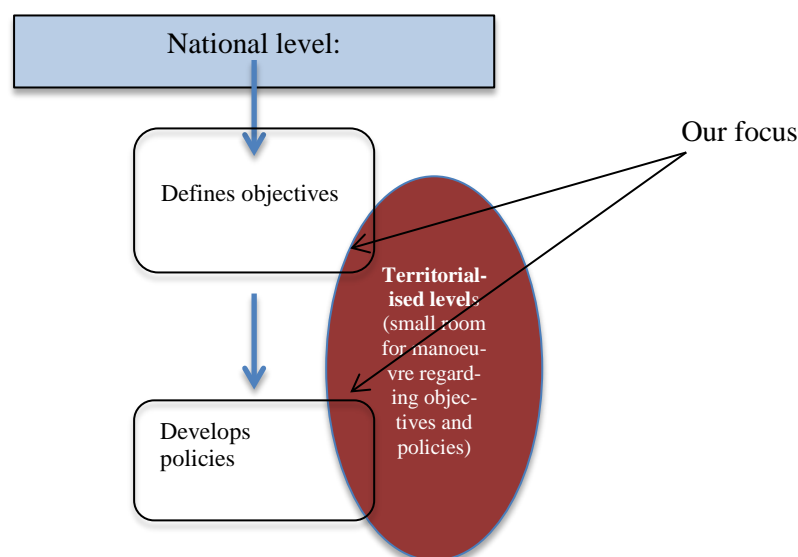 National level:
Our focus
Defines objectives
Territorial-
ised levels
(small room
for manoeu-
vre regard-
ing objec-
tives and
policies)
Develops
policies